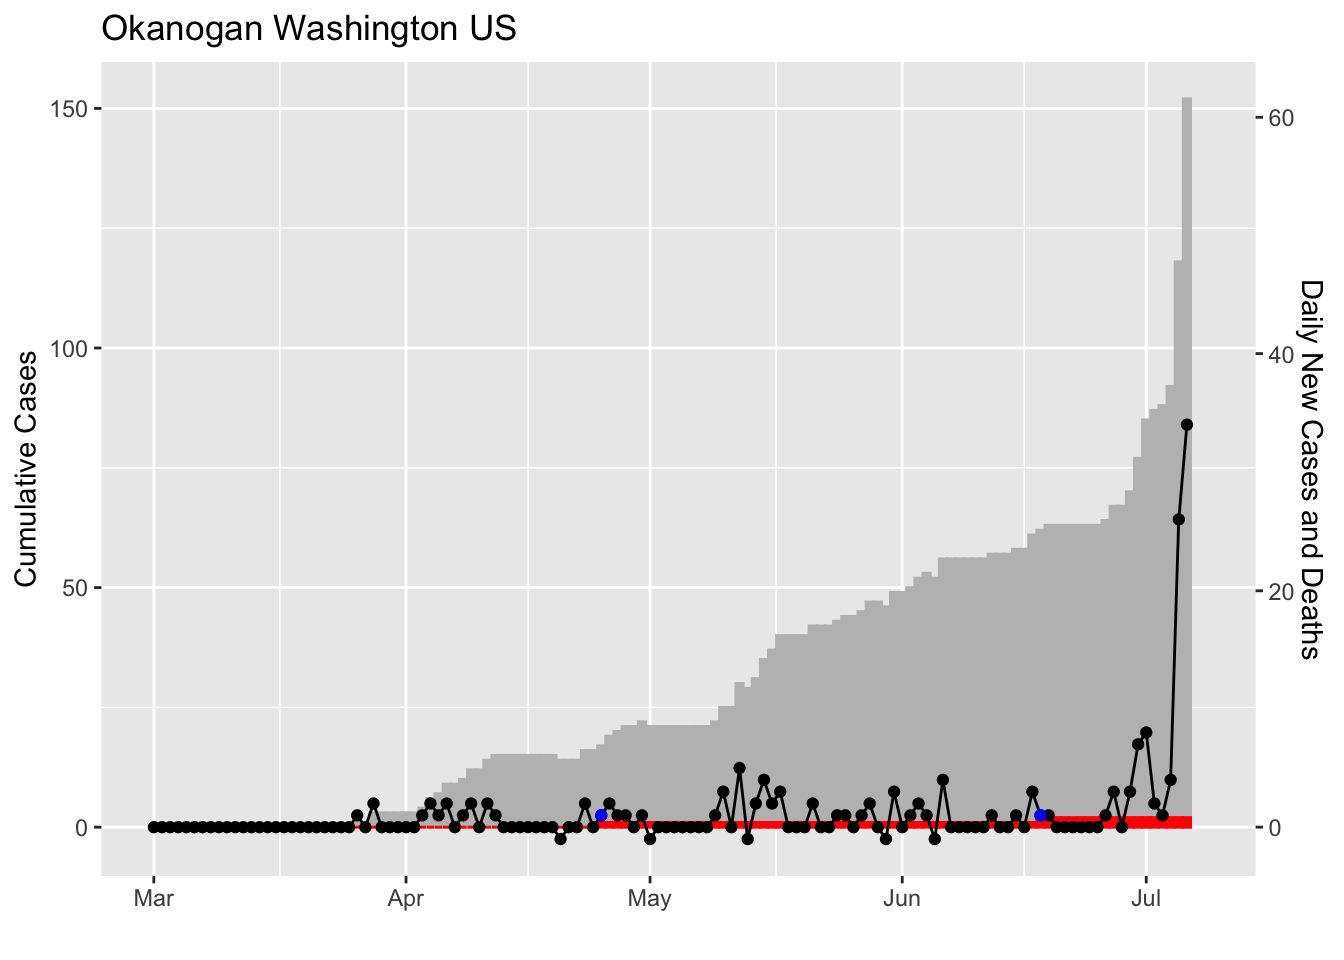 Okanogan Washington US
150
100
50
0
Cumulative Cases
60
40
20
0
Daily New Cases and Deaths
Mar
Apr
May
Jun
Jul